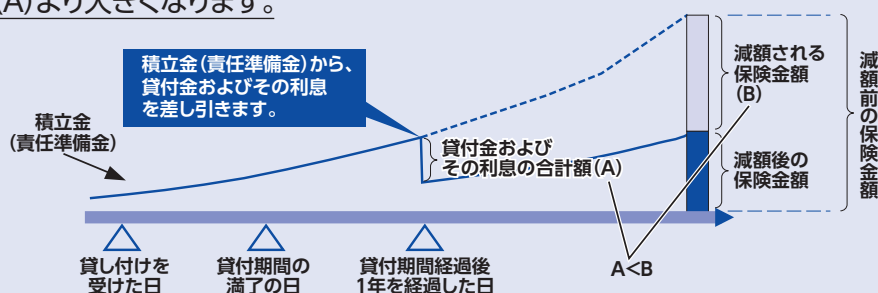 (A)より大きくなります。
積立金(責任準備金)から、
貸付金およびその利息
を差し引きます。
積立金
(責任準備金)
貸付金および
その利息の合計額(A)
減額される
保険金額
(B)
減額後の
保険金額
減額前の保険金額
貸し付けを
受けた日
貸付期間の
満了の日
貸付期間経過後
1年を経過した日
A<B